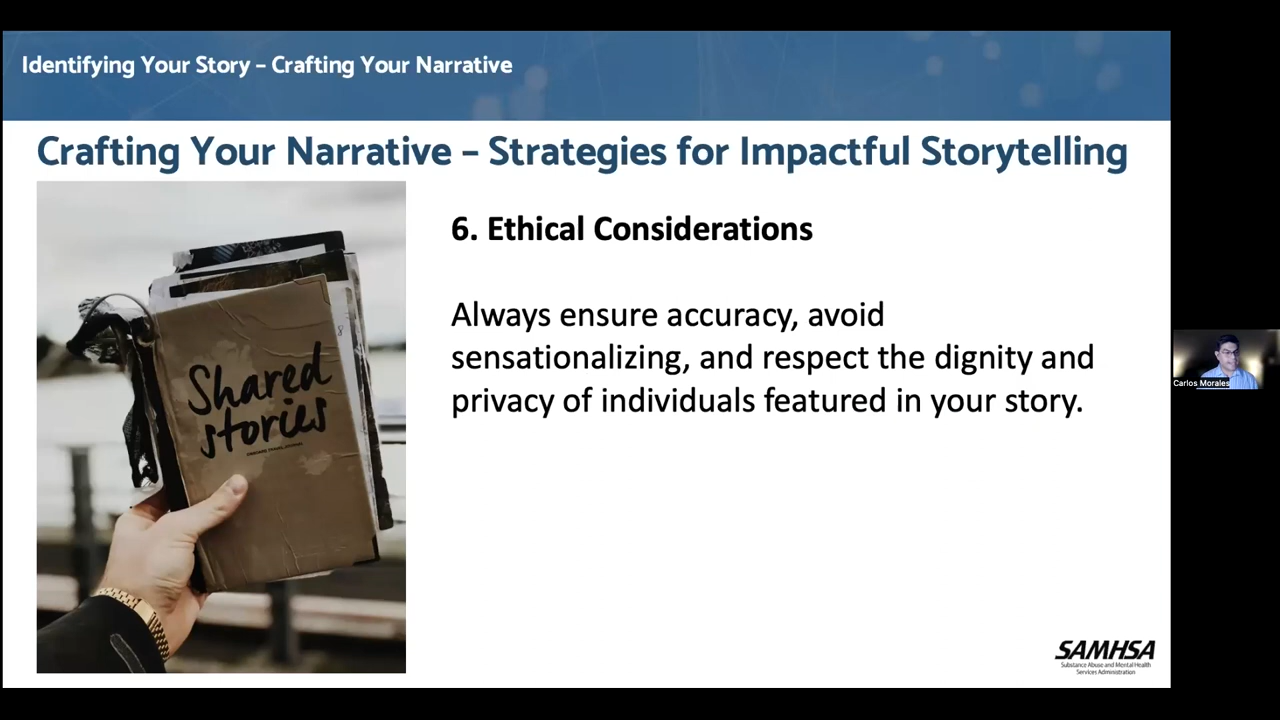 Identifying Your Story – Crafting Your Narrative
Crafting Your Narrative – Strategies for Impactful Storytelling
6. Ethical Considerations
Always ensure accuracy, avoid
sensationalizing, and respect the dignity and
privacy of individuals featured in your story.
Shared
stories
8
Carlos Morales
SAMHSA
Substance Abuse and Mental Health
Services Administration